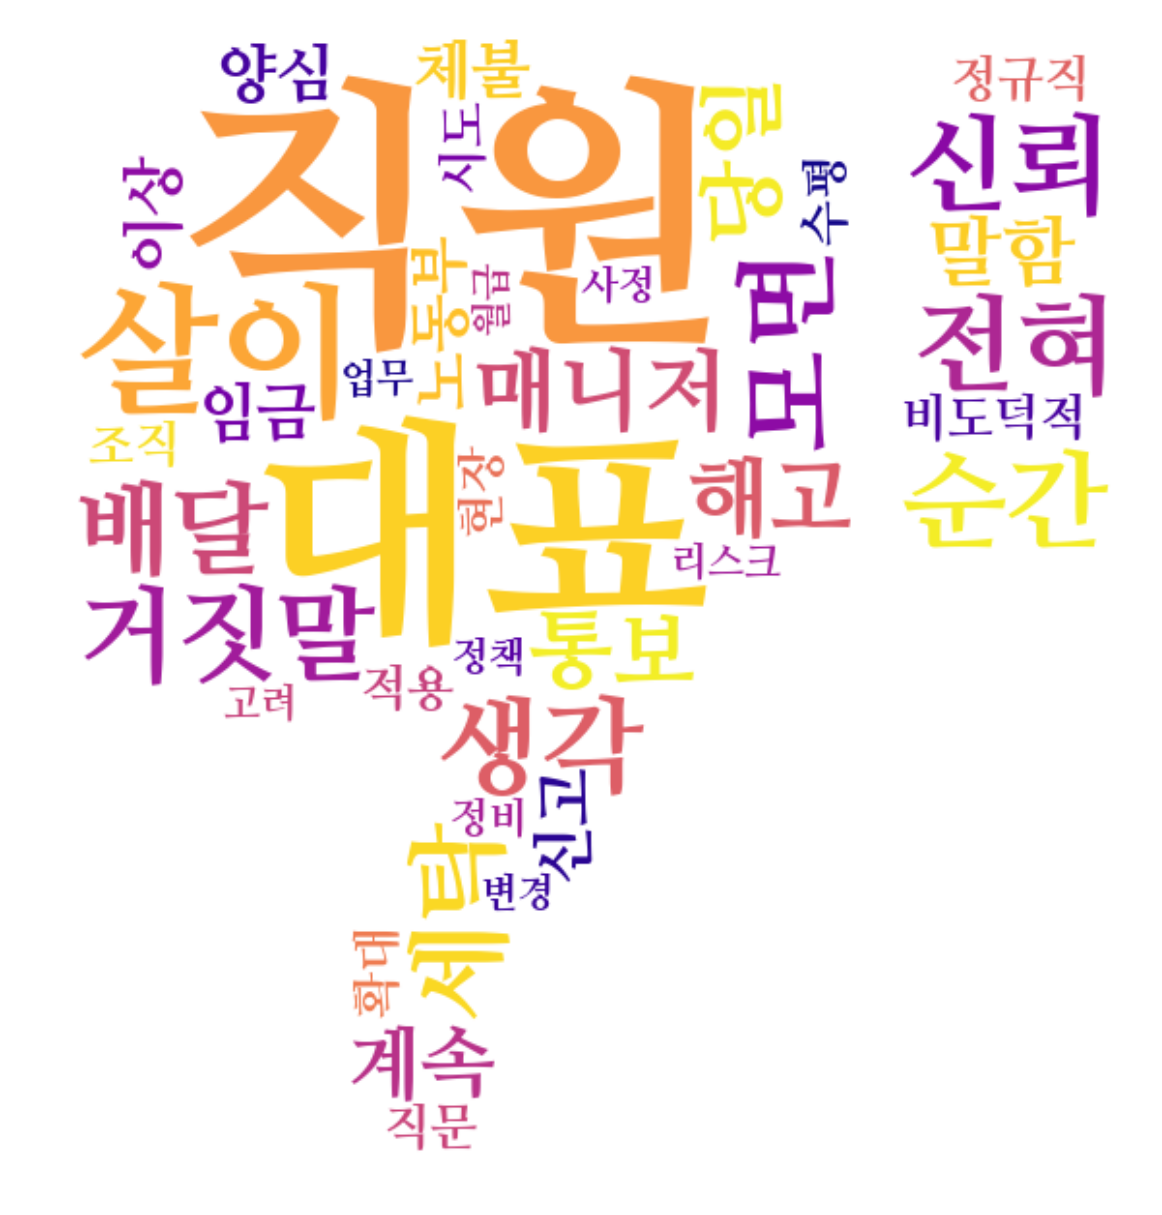 양심
체불
정규직
직원
시도
당일
신뢰
이상
수평
말함
살이
노동부
월급
사정
모면
전혀
업무
매니저
임금
비도덕적
조직
대표
현장
해고
순간
배달
리스크
거짓말
통보
정책
적용
고려
생각
신고
정비
세탁
변경
확대
계속
직문